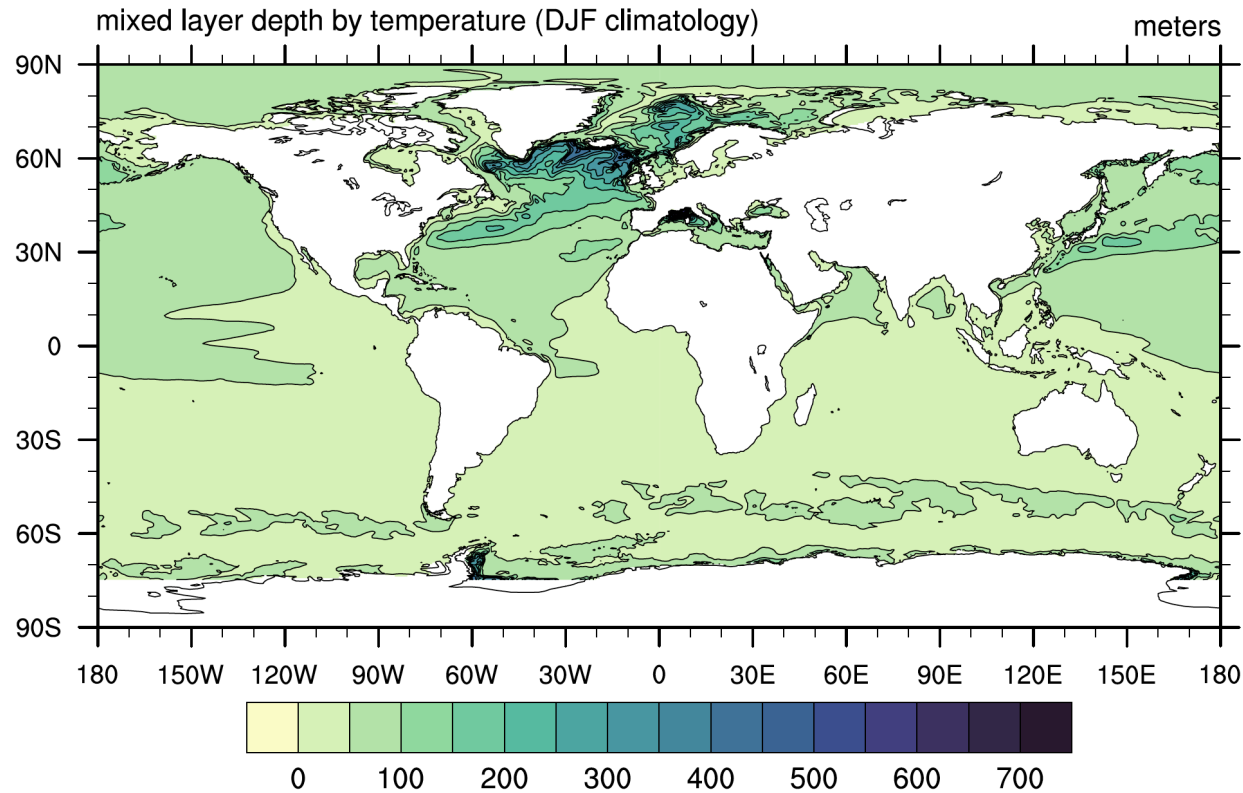 mixed layer depth by temperature (DJF climatology) meters
90N
60N
30N
0
30S
60S
90S
180 150W 120W 90W 60W 30W 0 30E 60E 90E 120E 150E 180
0 100 200 300 400 500 600 700